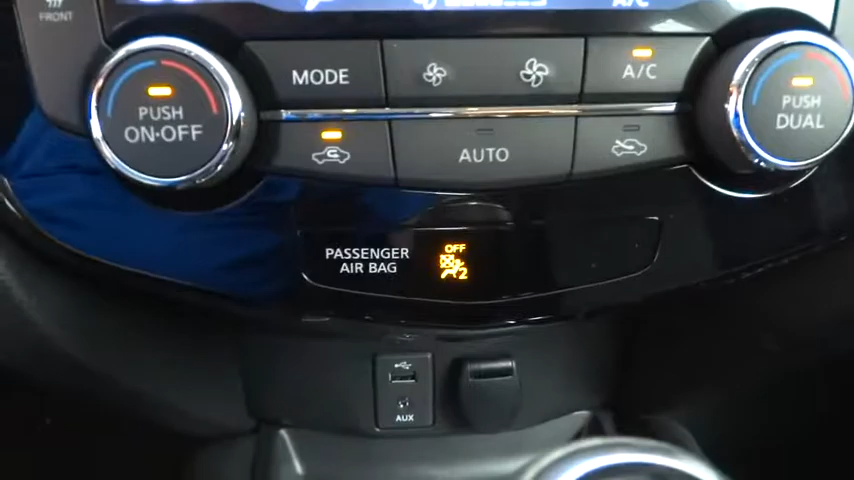 FRONT
A/C
MODE
A/C
PUSH
ON•OFF
PUSH
DUAL
AUTO
PASSENGER
AIR BAG
OFF
2
AUX